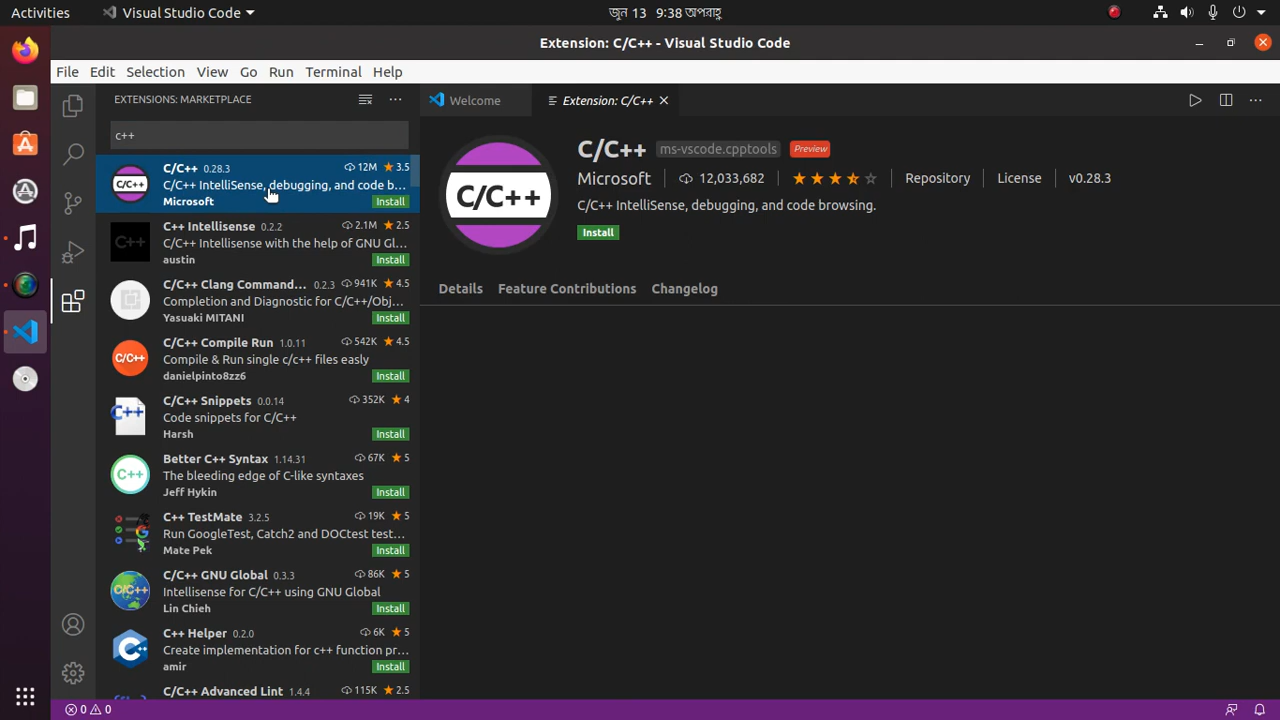 Activities
Visual Studio Code
জুন 13 9:38 অপরাহ্ণ
Extension: C/C++ - Visual Studio Code
File Edit Selection View Go Run Terminal Help
EXTENSIONS: MARKETPLACE
c++
C/C++ 0.28.3 12M 3.5
C/C++ IntelliSense, debugging, and code b...
Microsoft Install
C++ Intellisense 0.2.2 2.1M 2.5
C/C++ Intellisense with the help of GNU Gl...
austin Install
C/C++ Clang Command... 0.2.3 941K 4.5
Completion and Diagnostic for C/C++/Obj...
Yasuaki MITANI Install
C/C++ Compile Run 1.0.11 542K 4.5
Compile & Run single c/c++ files easly
danielpinto8zz6 Install
C/C++ Snippets 0.0.14 352K 4
Code snippets for C/C++
Harsh Install
Better C++ Syntax 1.14.31 67K 5
The bleeding edge of C-like syntaxes
Jeff Hykin Install
C++ TestMate 3.2.5 19K 5
Run GoogleTest, Catch2 and DOCtest test...
Mate Pek Install
C/C++ GNU Global 0.3.3 86K 5
Intellisense for C/C++ using GNU Global
Lin Chieh Install
C++ Helper 0.2.0 6K 5
Create implementation for c++ function pr...
amir Install
C/C++ Advanced Lint 1.4.4 115K 2.5
0 0
Welcome
Extension: C/C++
C/C++
C/C++ ms-vscode.cpptools Preview
Microsoft 12,033,682 Repository License v0.28.3
C/C++ IntelliSense, debugging, and code browsing.
Install
Details Feature Contributions Changelog